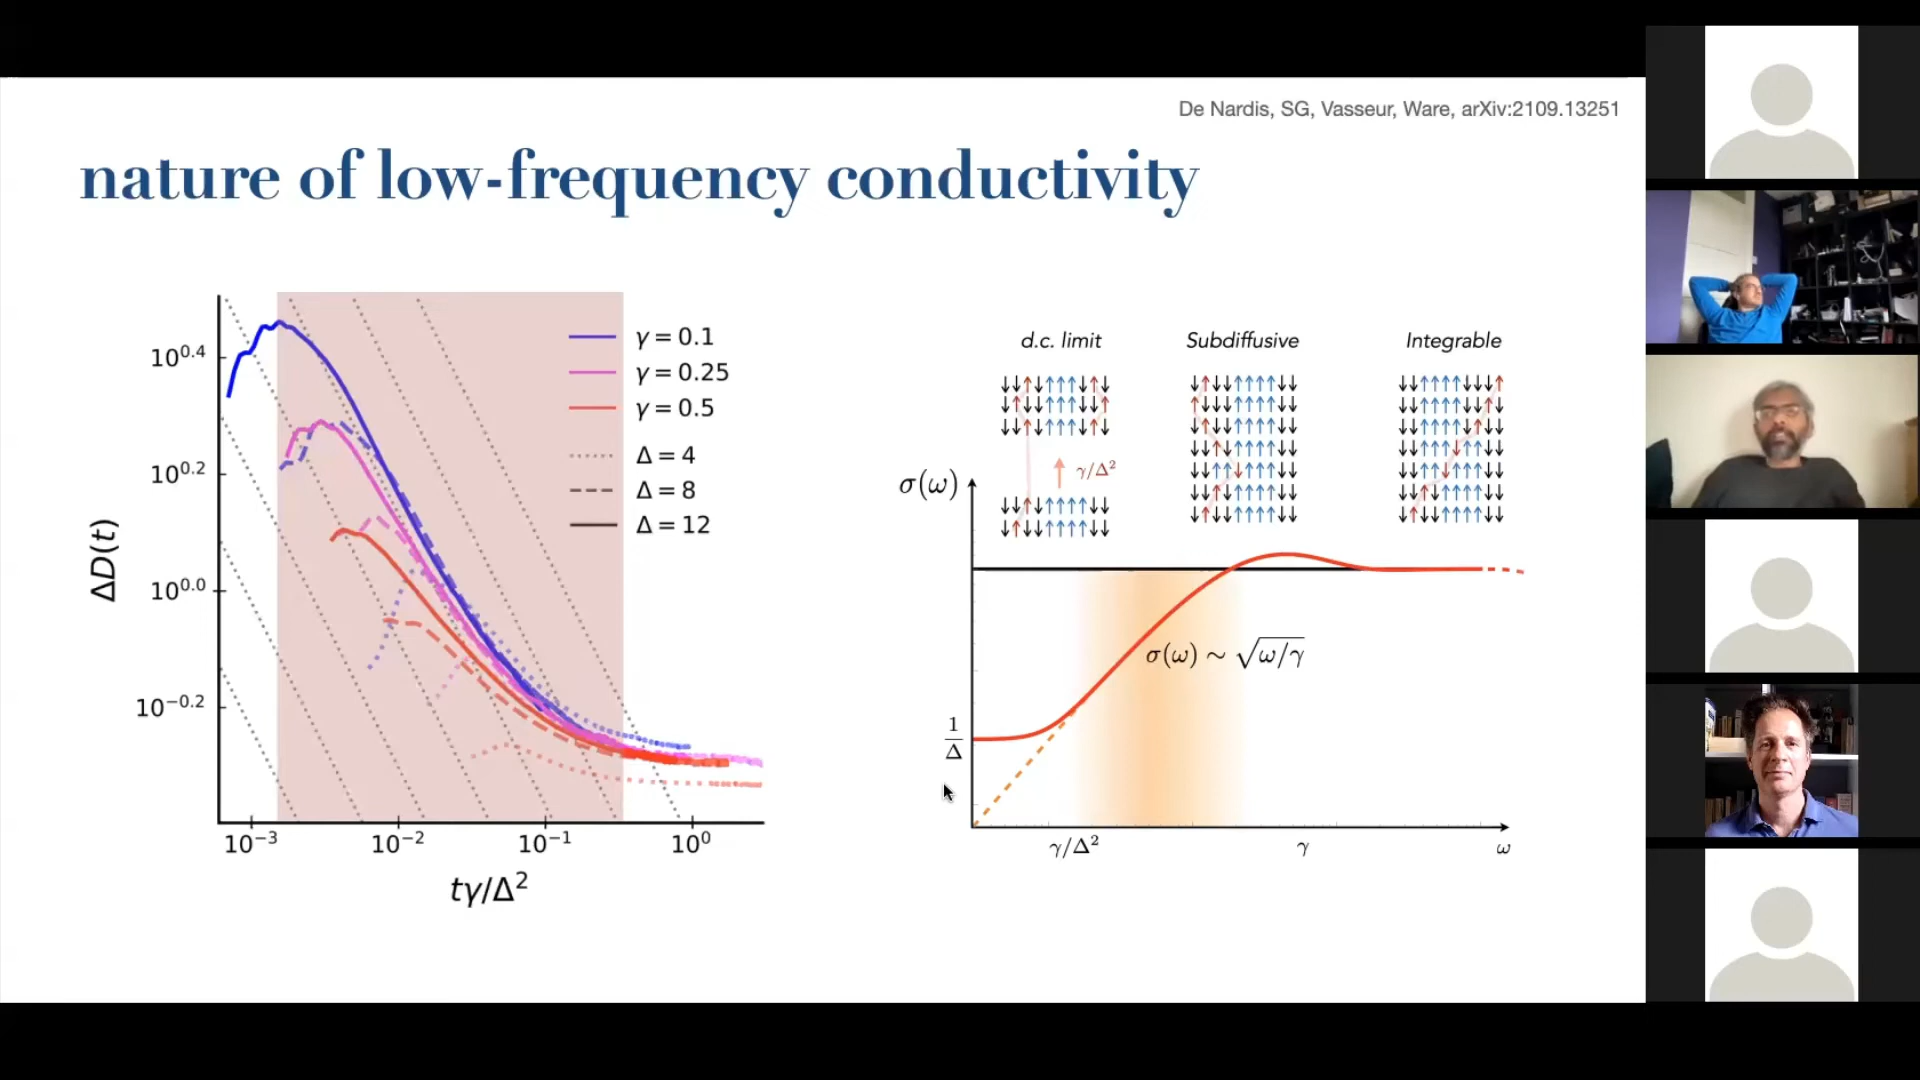 De Nardis, SG, Vasseur, Ware, arXiv:2109.13251
nature of low-frequency conductivity
γ = 0.1
γ = 0.25
γ = 0.5
Δ = 4
Δ = 8
Δ = 12
10^0.4
10^0.2
10^0.0
10^−0.2
ΔD(t)
10^−3
10^−2
10^−1
10^0
tγ/Δ^2
d.c. limit
Subdiffusive
Integrable
γ/Δ^2
σ(ω)
σ(ω) ∼ √ω/γ
1
Δ
γ/Δ^2
γ
ω